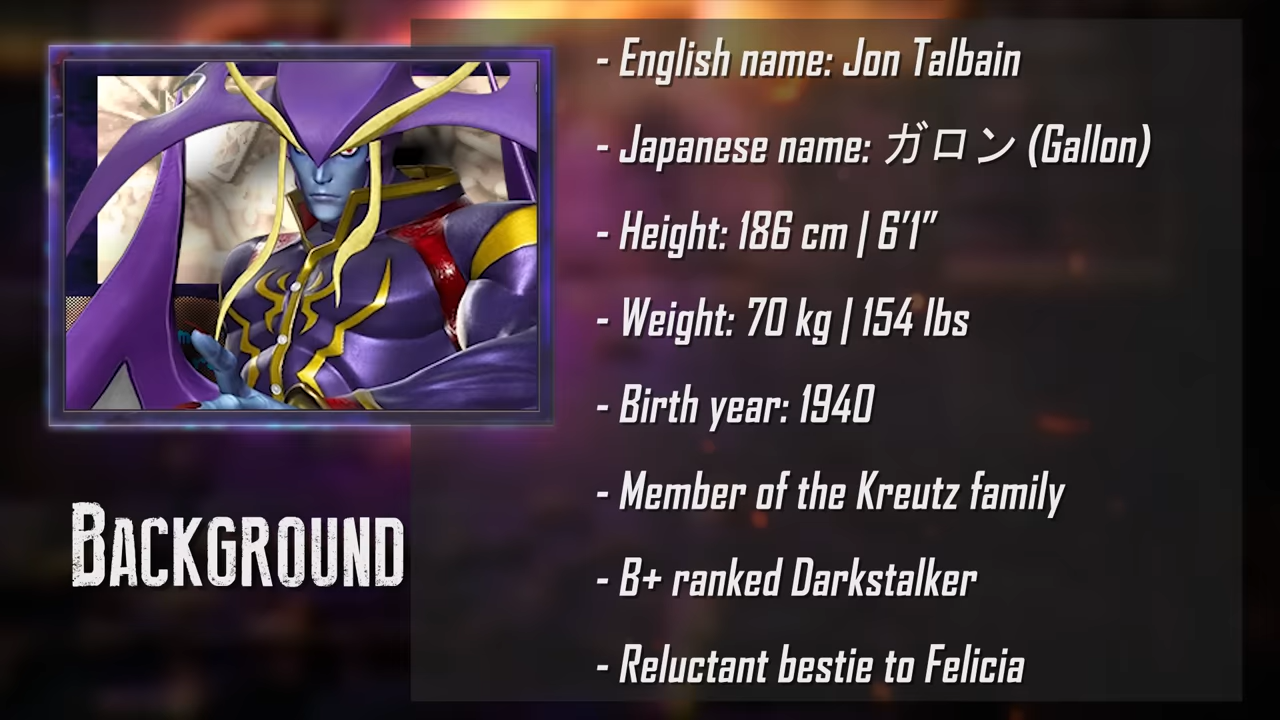 - English name: Jon Talbain
- Japanese name: ガロン (Gallon)
- Height: 186 cm | 6'1"
- Weight: 70 kg | 154 lbs
- Birth year: 1940
- Member of the Kreutz family
- B+ ranked Darkstalker
- Reluctant bestie to Felicia
Background